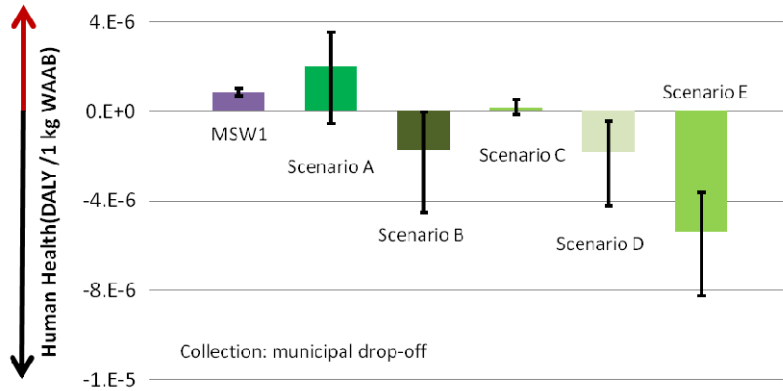 4.E-6
0.E+0
-4.E-6
-8.E-6
-1.E-5
Human Health(DALY /1 kg WAAB)
MSW1
Scenario A
Scenario B
Scenario C
Scenario D
Scenario E
Collection: municipal drop-off